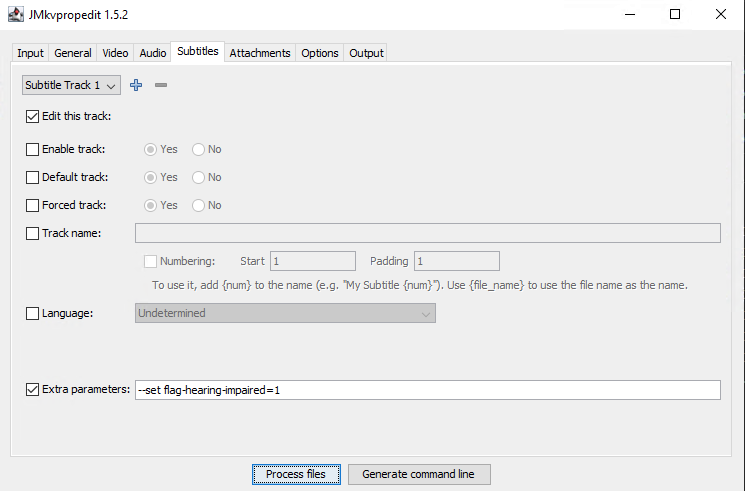 JMkvpropedit 1.5.2
Input General Video Audio Subtitles Attachments Options Output
Subtitle Track 1
Edit this track:
Enable track: Yes No
Default track: Yes No
Forced track: Yes No
Track name:
Numbering: Start 1 Padding 1
To use it, add {num} to the name (e.g. "My Subtitle {num}"). Use {file_name} to use the file name as the name.
Language: Undetermined
Extra parameters: --set flag-hearing-impaired=1
Process files Generate command line